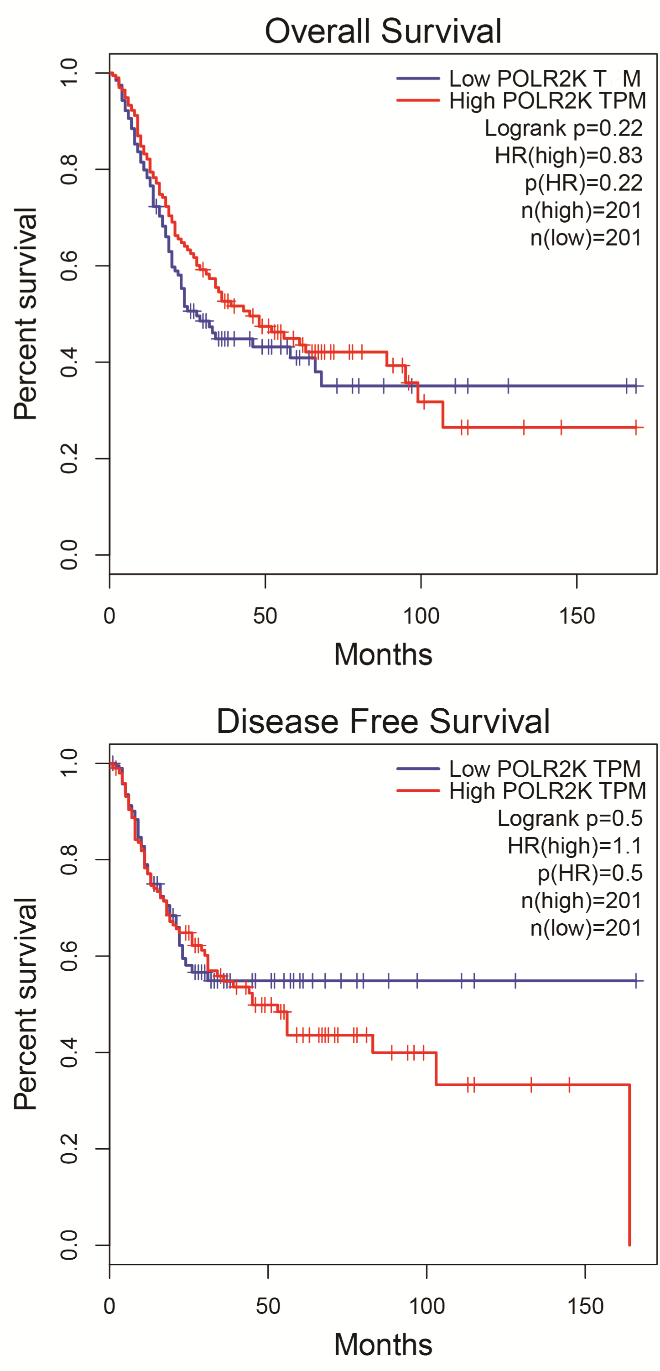 Overall Survival
Low POLR2K T M
High POLR2K TPM
Logrank p=0.22
HR(high)=0.83
p(HR)=0.22
n(high)=201
n(low)=201
Percent survival
1.0
0.8
0.6
0.4
0.2
0.0
0 50 100 150
Months
Disease Free Survival
Low POLR2K TPM
High POLR2K TPM
Logrank p=0.5
HR(high)=1.1
p(HR)=0.5
n(high)=201
n(low)=201
Percent survival
1.0
0.8
0.6
0.4
0.2
0.0
0 50 100 150
Months